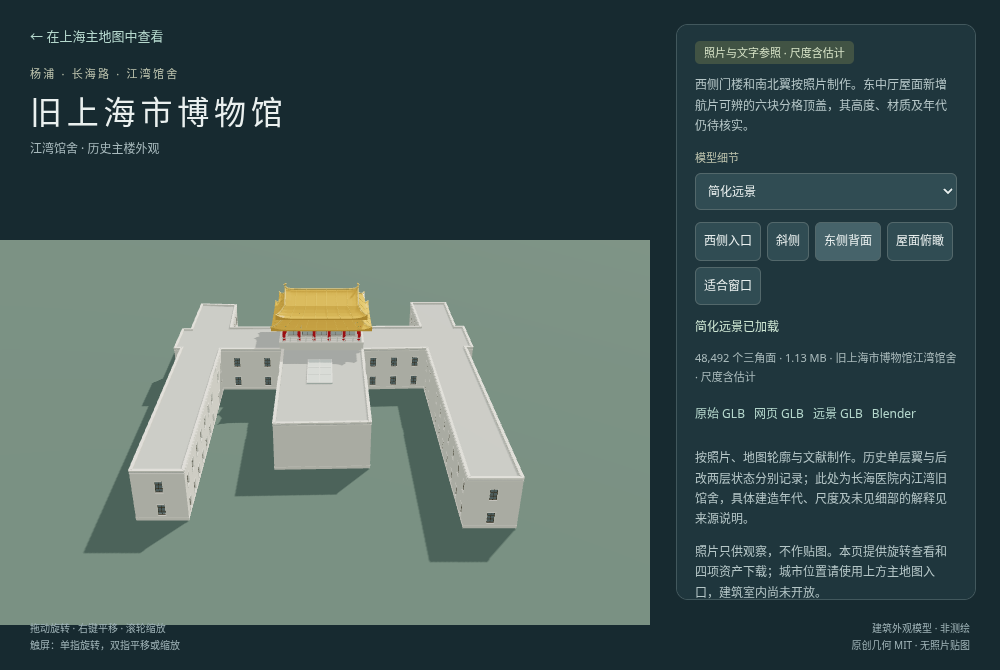 ← 在上海主地图中查看
杨浦 · 长海路 · 江湾馆舍
旧上海市博物馆
江湾馆舍 · 历史主楼外观
照片与文字参照 · 尺度含估计
西侧门楼和南北翼按照片制作。东中厅屋面新增
航片可辨的六块分格顶盖，其高度、材质及年代
仍待核实。
模型细节
简化远景
西侧入口
斜侧
东侧背面
屋面俯瞰
适合窗口
简化远景已加载
48,492 个三角面 · 1.13 MB · 旧上海市博物馆江湾馆舍
· 尺度含估计
原始 GLB 网页 GLB 远景 GLB Blender
按照片、地图轮廓与文献制作。历史单层翼与后
改两层状态分别记录；此处为长海医院内江湾旧
馆舍，具体建造年代、尺度及未见细部的解释见
来源说明。
照片只供观察，不作贴图。本页提供旋转查看和
四项资产下载；城市位置请使用上方主地图入
口，建筑室内尚未开放。
拖动旋转 · 右键平移 · 滚轮缩放
触屏：单指旋转，双指平移或缩放
建筑外观模型 · 非测绘
原创几何 MIT · 无照片贴图